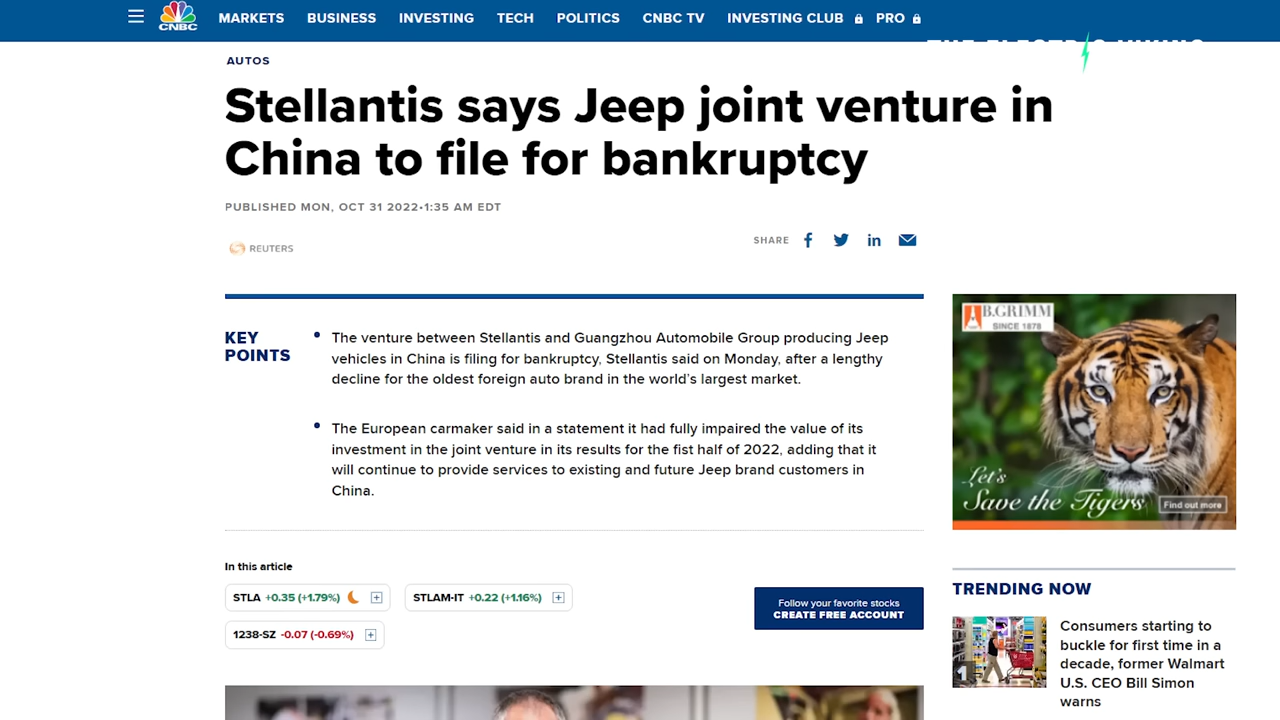 MARKETS BUSINESS INVESTING TECH POLITICS CNBC TV INVESTING CLUB PRO
CNBC
AUTOS
Stellantis says Jeep joint venture in
China to file for bankruptcy
PUBLISHED MON, OCT 31 2022•1:35 AM EDT
REUTERS
SHARE
KEY
POINTS
• The venture between Stellantis and Guangzhou Automobile Group producing Jeep
vehicles in China is filing for bankruptcy, Stellantis said on Monday, after a lengthy
decline for the oldest foreign auto brand in the world's largest market.
• The European carmaker said in a statement it had fully impaired the value of its
investment in the joint venture in its results for the fist half of 2022, adding that it
will continue to provide services to existing and future Jeep brand customers in
China.
In this article
STLA +0.35 (+1.79%)
STLAM-IT +0.22 (+1.16%)
1238-SZ -0.07 (-0.69%)
Follow your favorite stocks
CREATE FREE ACCOUNT
B.GRIMM
SINCE 1878
Let's
Save the Tigers
Find out more
TRENDING NOW
1
Consumers starting to
buckle for first time in a
decade, former Walmart
U.S. CEO Bill Simon
warns